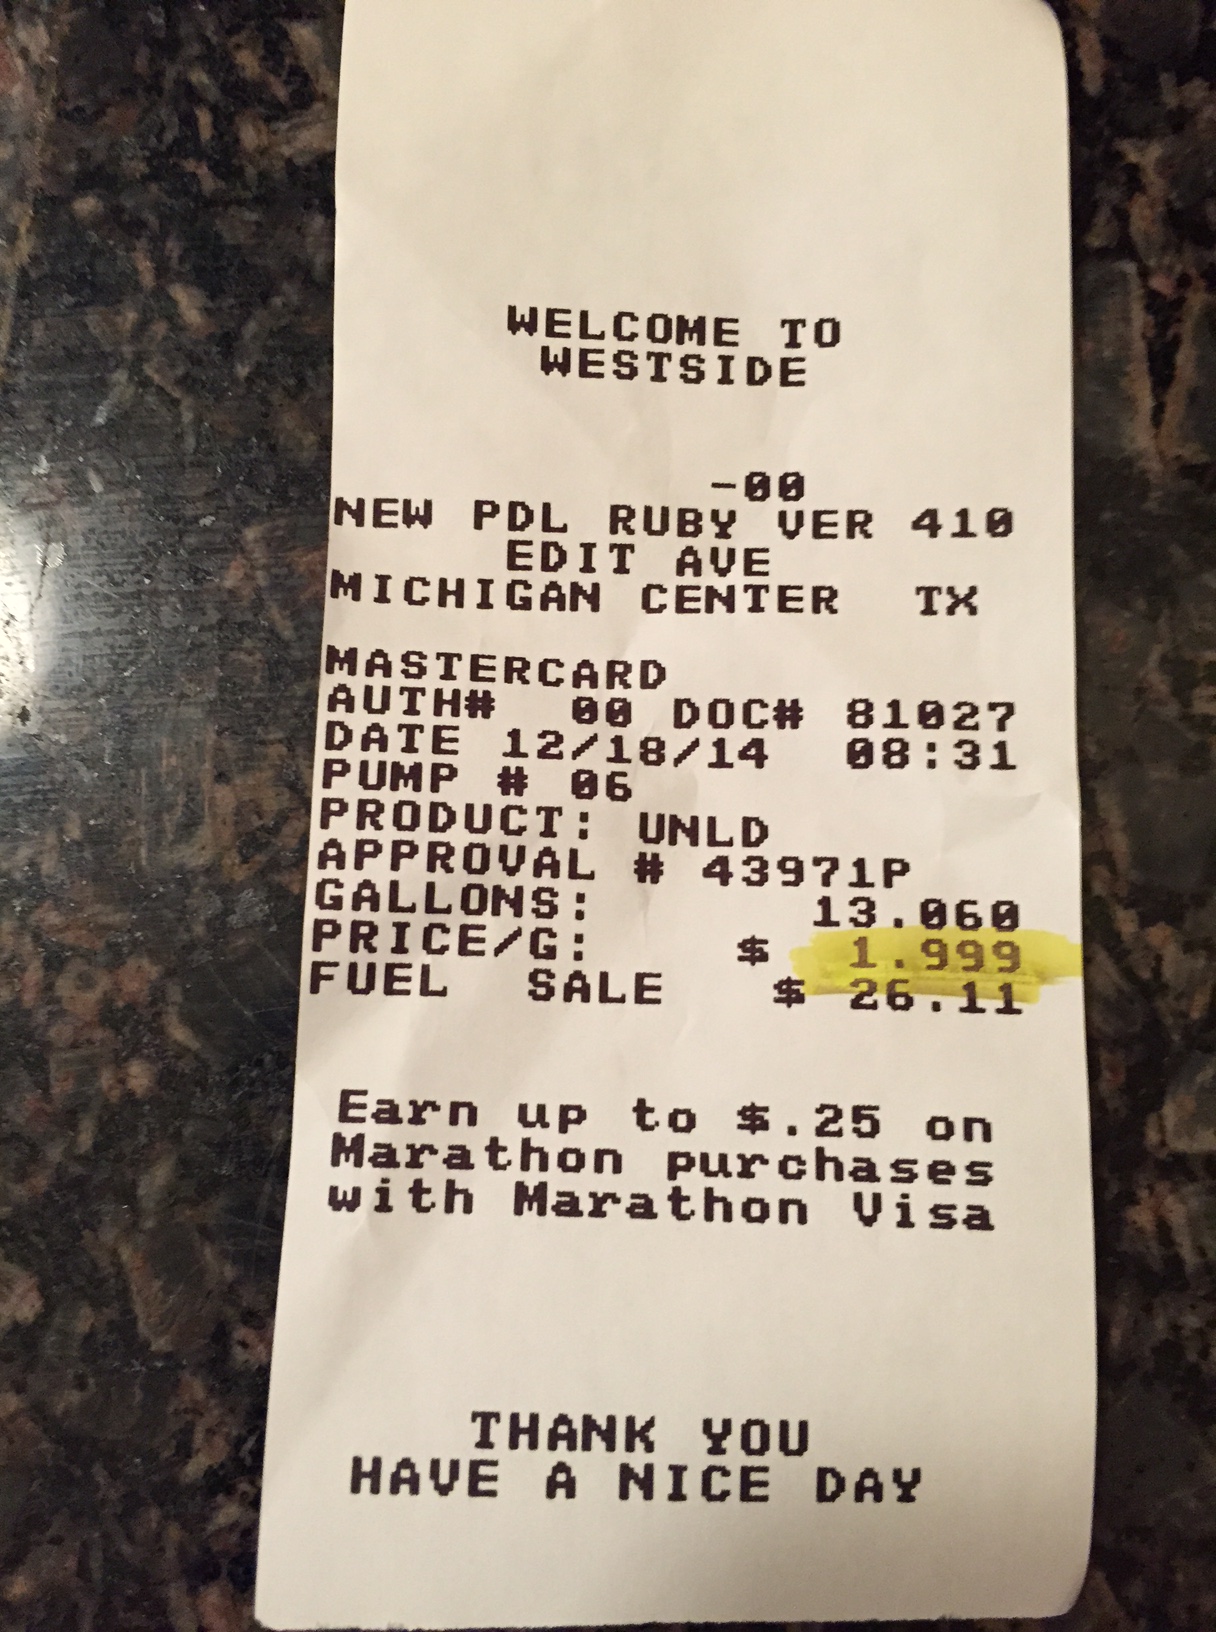 WELCOME TO
WESTSIDE
-00
NEW PDL RUBY VER 410
EDIT AVE
MICHIGAN CENTER TX
MASTERCARD
AUTH# 00 DOC# 81027
DATE 12/18/14 08:31
PUMP # 06
PRODUCT: UNLD
APPROVAL # 43971P
GALLONS: 13.060
PRICE/G: $ 1.999
FUEL SALE $ 26.11
Earn up to $.25 on
Marathon purchases
with Marathon Visa
THANK YOU
HAVE A NICE DAY